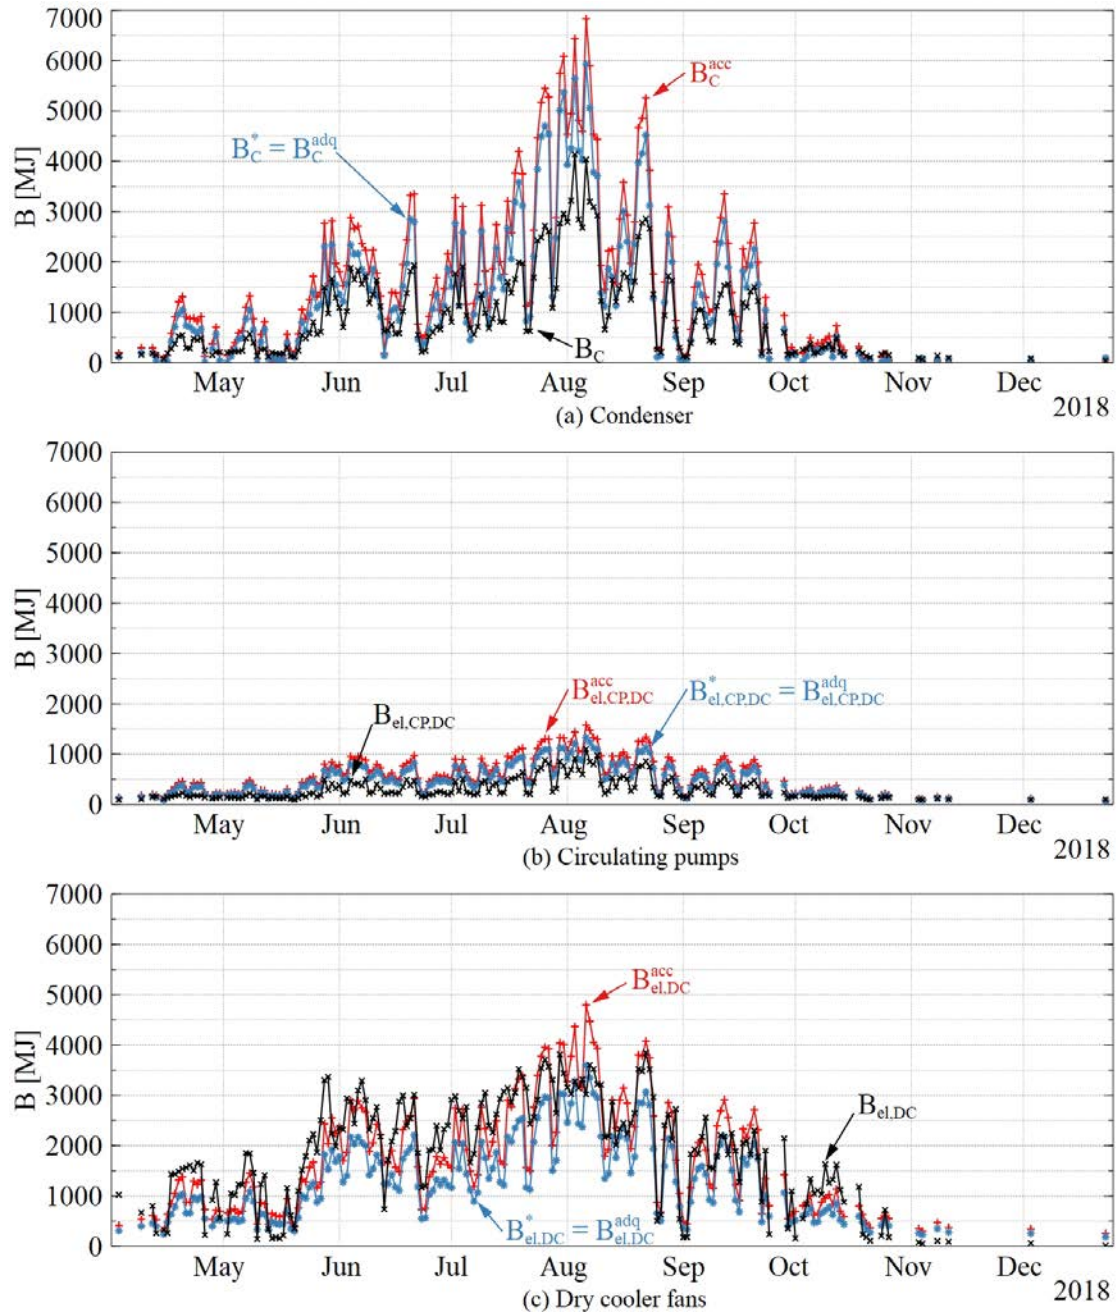 7000
6000
5000
4000
3000
2000
1000
0
B [MJ]
B_C^acc
B_C^* = B_C^adq
B_C
May Jun Jul Aug Sep Oct Nov Dec
2018
(a) Condenser
7000
6000
5000
4000
3000
2000
1000
0
B [MJ]
B_el,CP,DC^acc
B_el,CP,DC^* = B_el,CP,DC^adq
B_el,CP,DC
May Jun Jul Aug Sep Oct Nov Dec
2018
(b) Circulating pumps
7000
6000
5000
4000
3000
2000
1000
0
B [MJ]
B_el,DC^acc
B_el,DC
B_el,DC^* = B_el,DC^adq
May Jun Jul Aug Sep Oct Nov Dec
2018
(c) Dry cooler fans